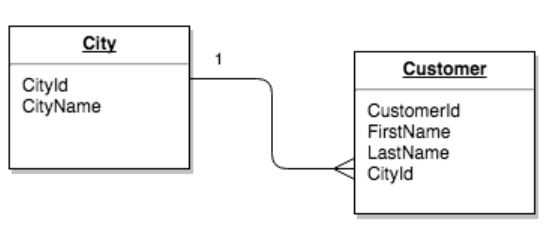 City
CityId
CityName
1
Customer
CustomerId
FirstName
LastName
CityId